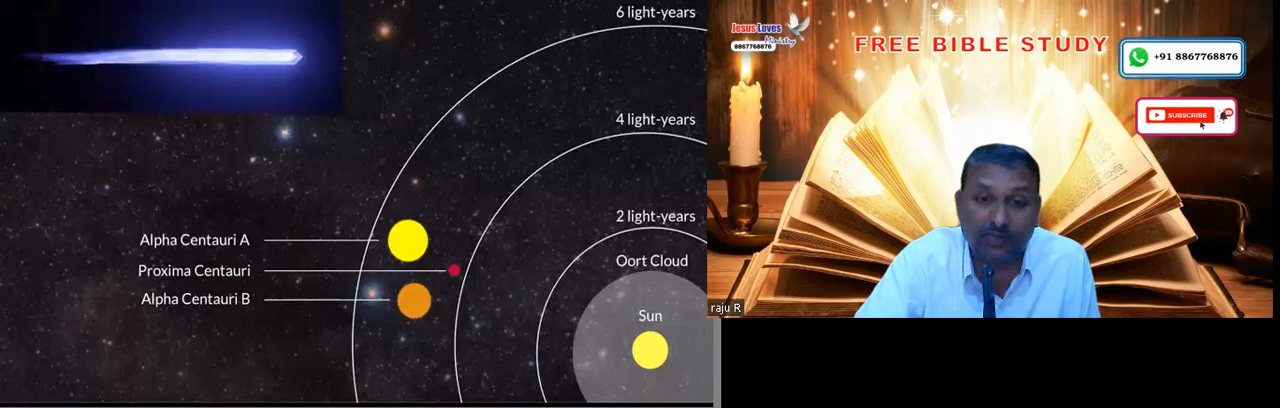 6 light-years
4 light-years
2 light-years
Oort Cloud
Sun
Alpha Centauri A
Proxima Centauri
Alpha Centauri B
Jesus Loves
Ministry
8867768876
FREE BIBLE STUDY
+91 8867768876
SUBSCRIBE
raju R